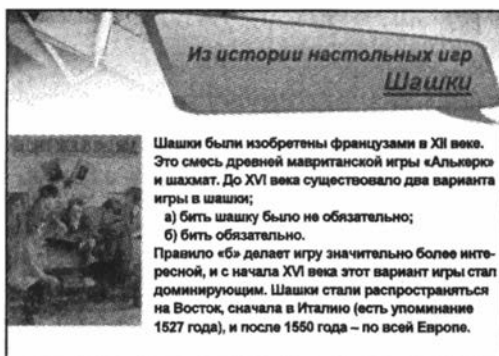 Из истории настольных игр
Шашки
Шашки были изобретены французами в XII веке.
Это смесь древней мавританской игры «Алькерк»
и шахмат. До XVI века существовало два варианта
игры в шашки;
а) бить шашку было не обязательно;
б) бить обязательно.
Правило «б» делает игру значительно более инте-
ресной, и с начала XVI века этот вариант игры стал
доминирующим. Шашки стали распространяться
на Восток, сначала в Италию (есть упоминание
1527 года), и после 1550 года – по всей Европе.